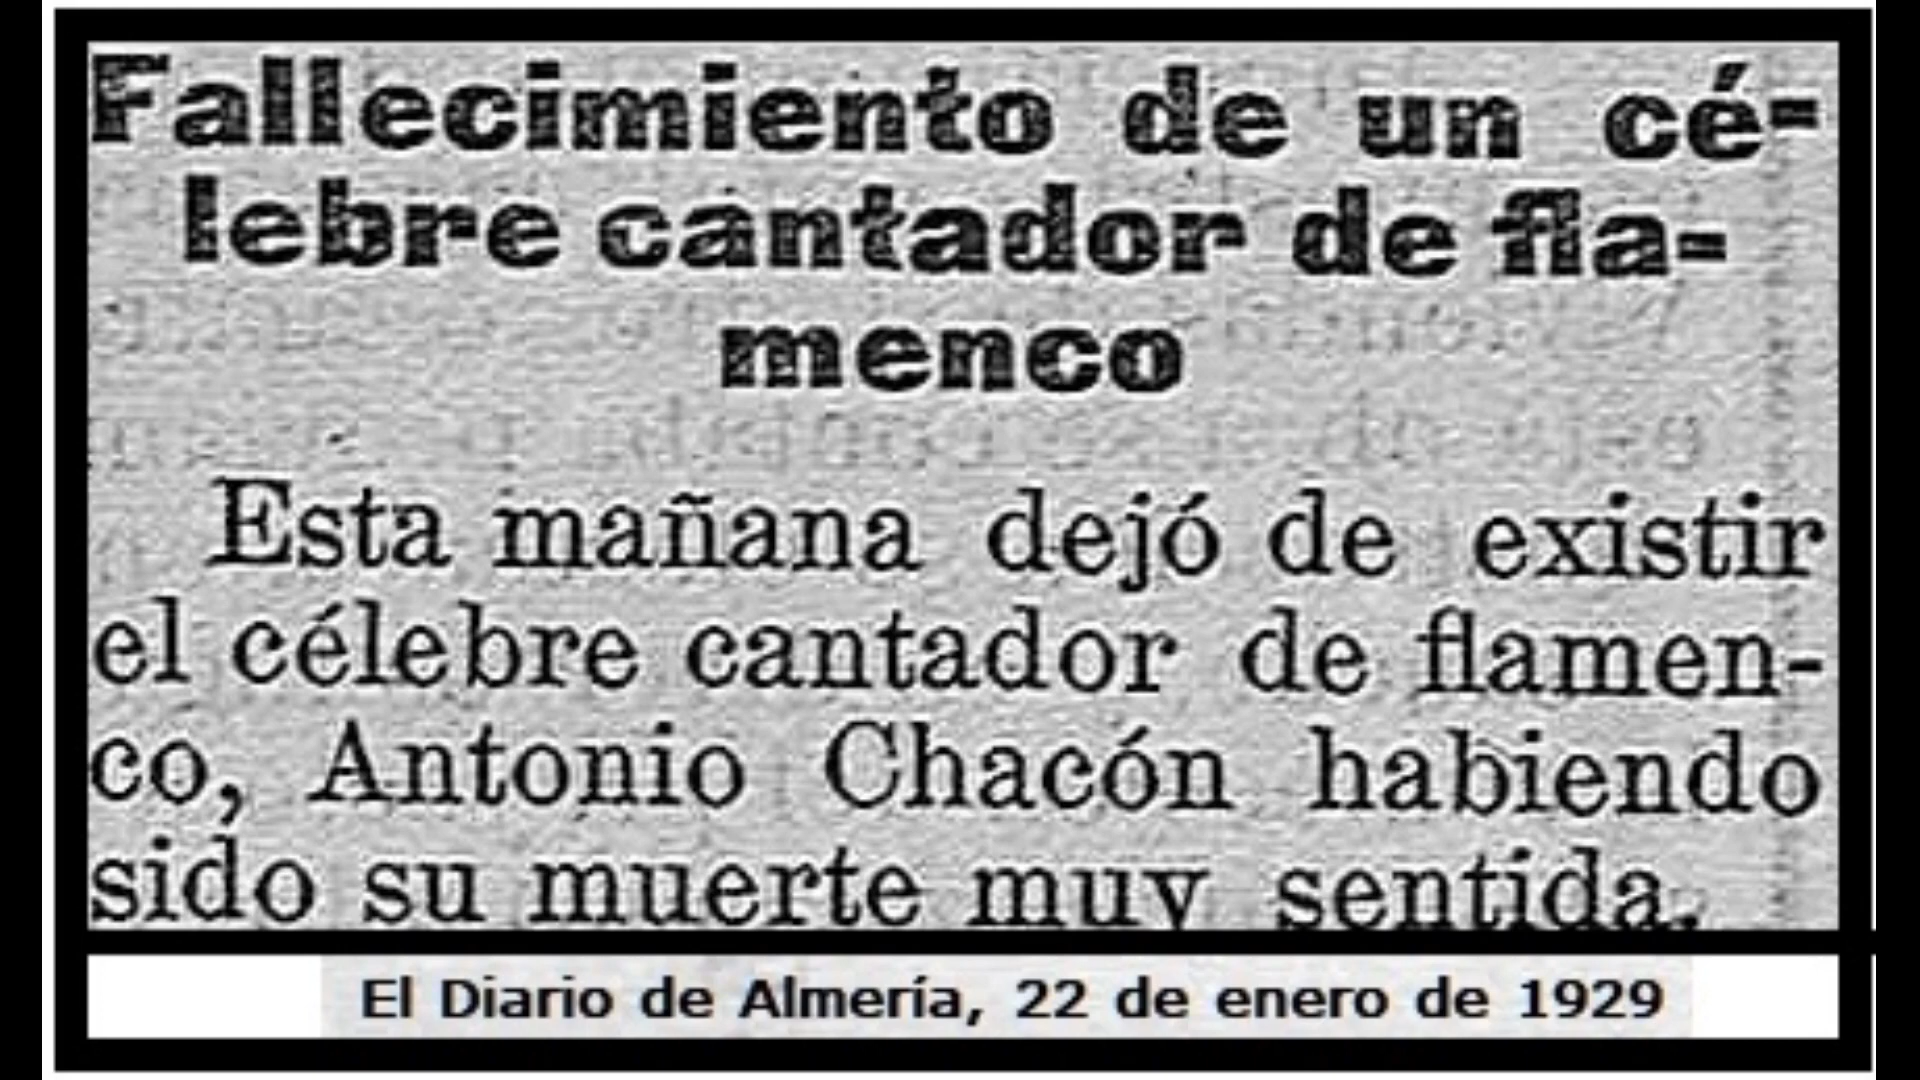 Fallecimiento de un cé-
lebre cantador de fla-
menco
Esta mañana dejó de existir
el célebre cantador de flamen-
co, Antonio Chacón habiendo
sido su muerte muy sentida.
El Diario de Almería, 22 de enero de 1929